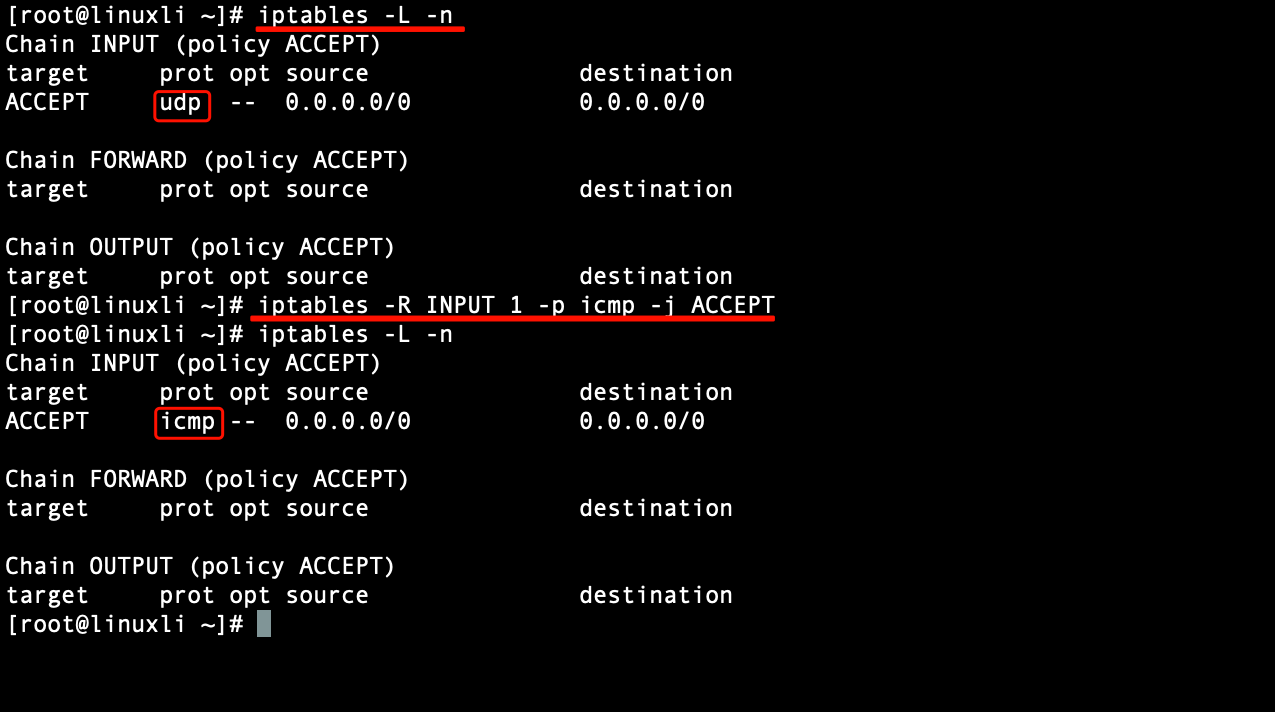 [root@linuxli ~]# iptables -L -n
Chain INPUT (policy ACCEPT)
target     prot opt source               destination
ACCEPT     udp  --  0.0.0.0/0            0.0.0.0/0
Chain FORWARD (policy ACCEPT)
target     prot opt source               destination
Chain OUTPUT (policy ACCEPT)
target     prot opt source               destination
[root@linuxli ~]# iptables -R INPUT 1 -p icmp -j ACCEPT
[root@linuxli ~]# iptables -L -n
Chain INPUT (policy ACCEPT)
target     prot opt source               destination
ACCEPT     icmp --  0.0.0.0/0            0.0.0.0/0
Chain FORWARD (policy ACCEPT)
target     prot opt source               destination
Chain OUTPUT (policy ACCEPT)
target     prot opt source               destination
[root@linuxli ~]#